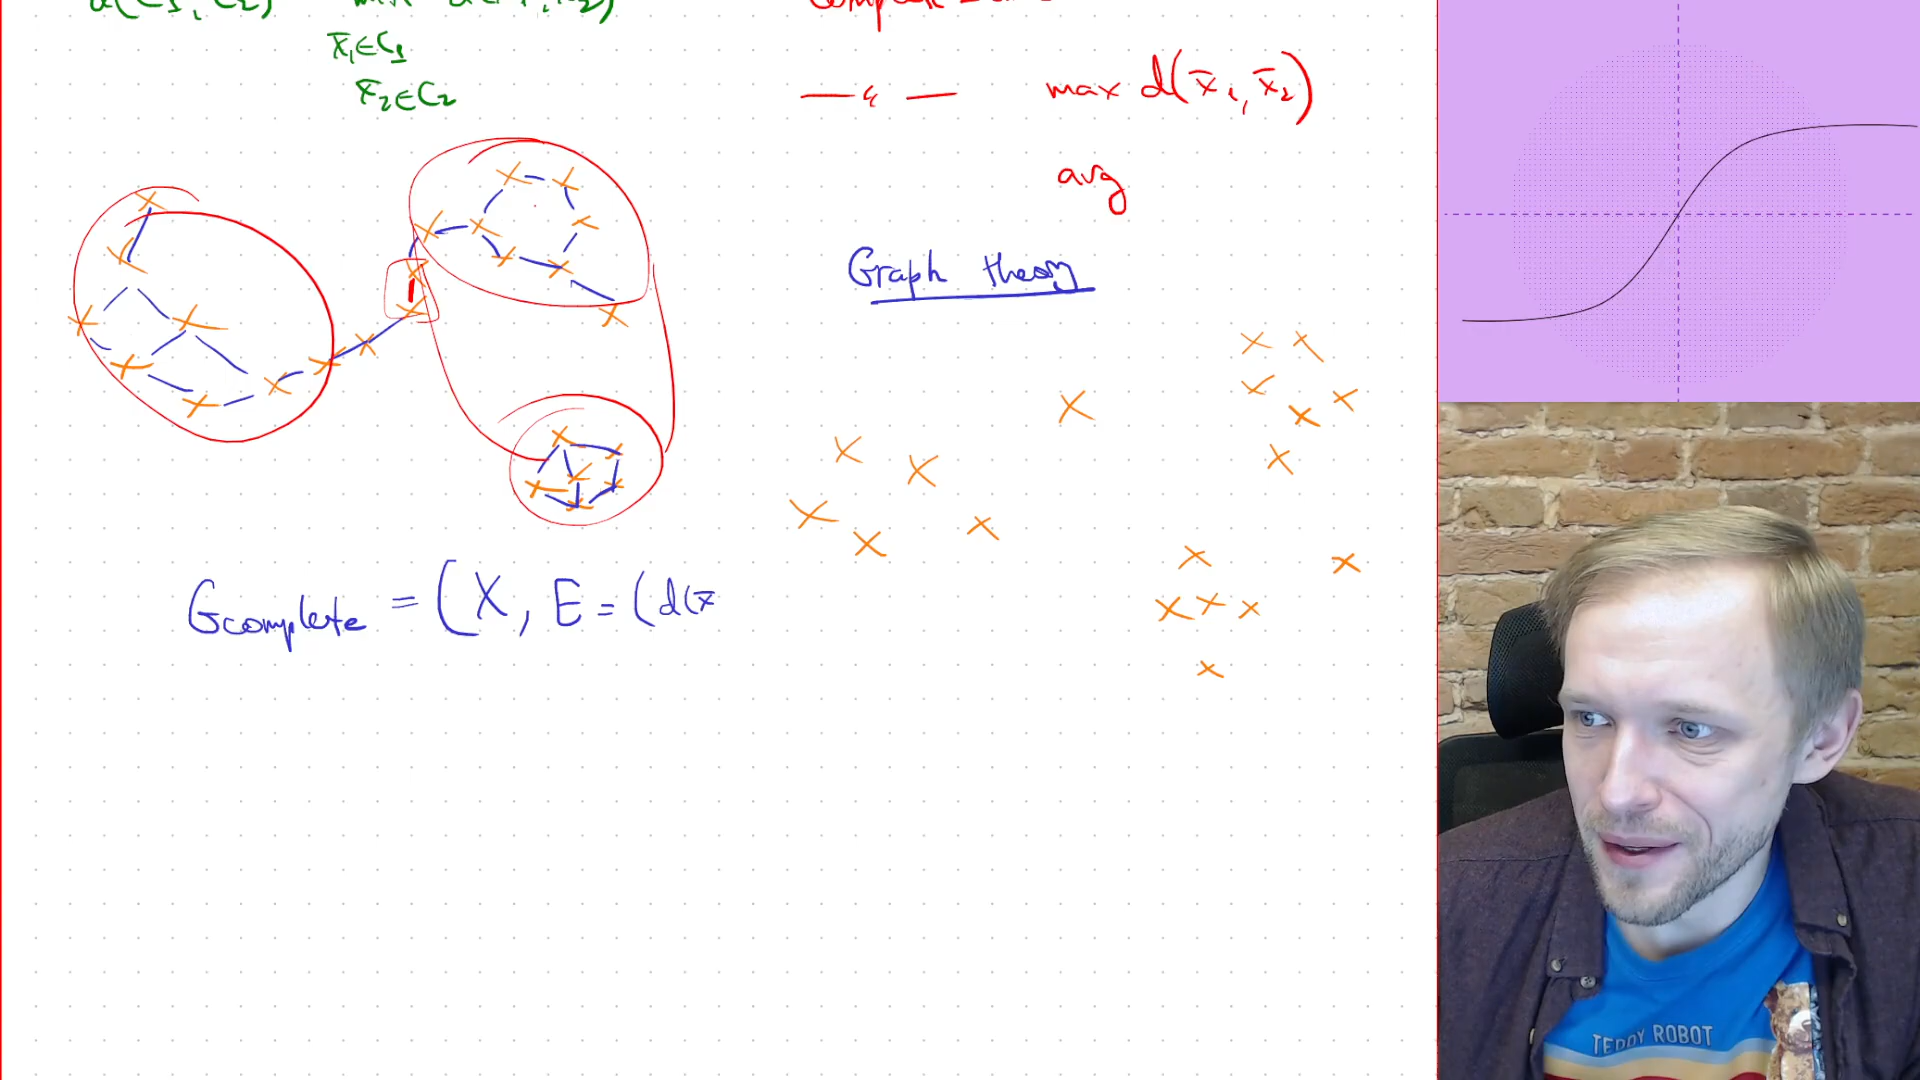 x̄₁∈C₁
x̄₂∈C₂
— " — max d(x̄₁, x̄₂)
avg
Graph theory
Gcomplete = (X, E = (d(x̄
TEDDY ROBOT